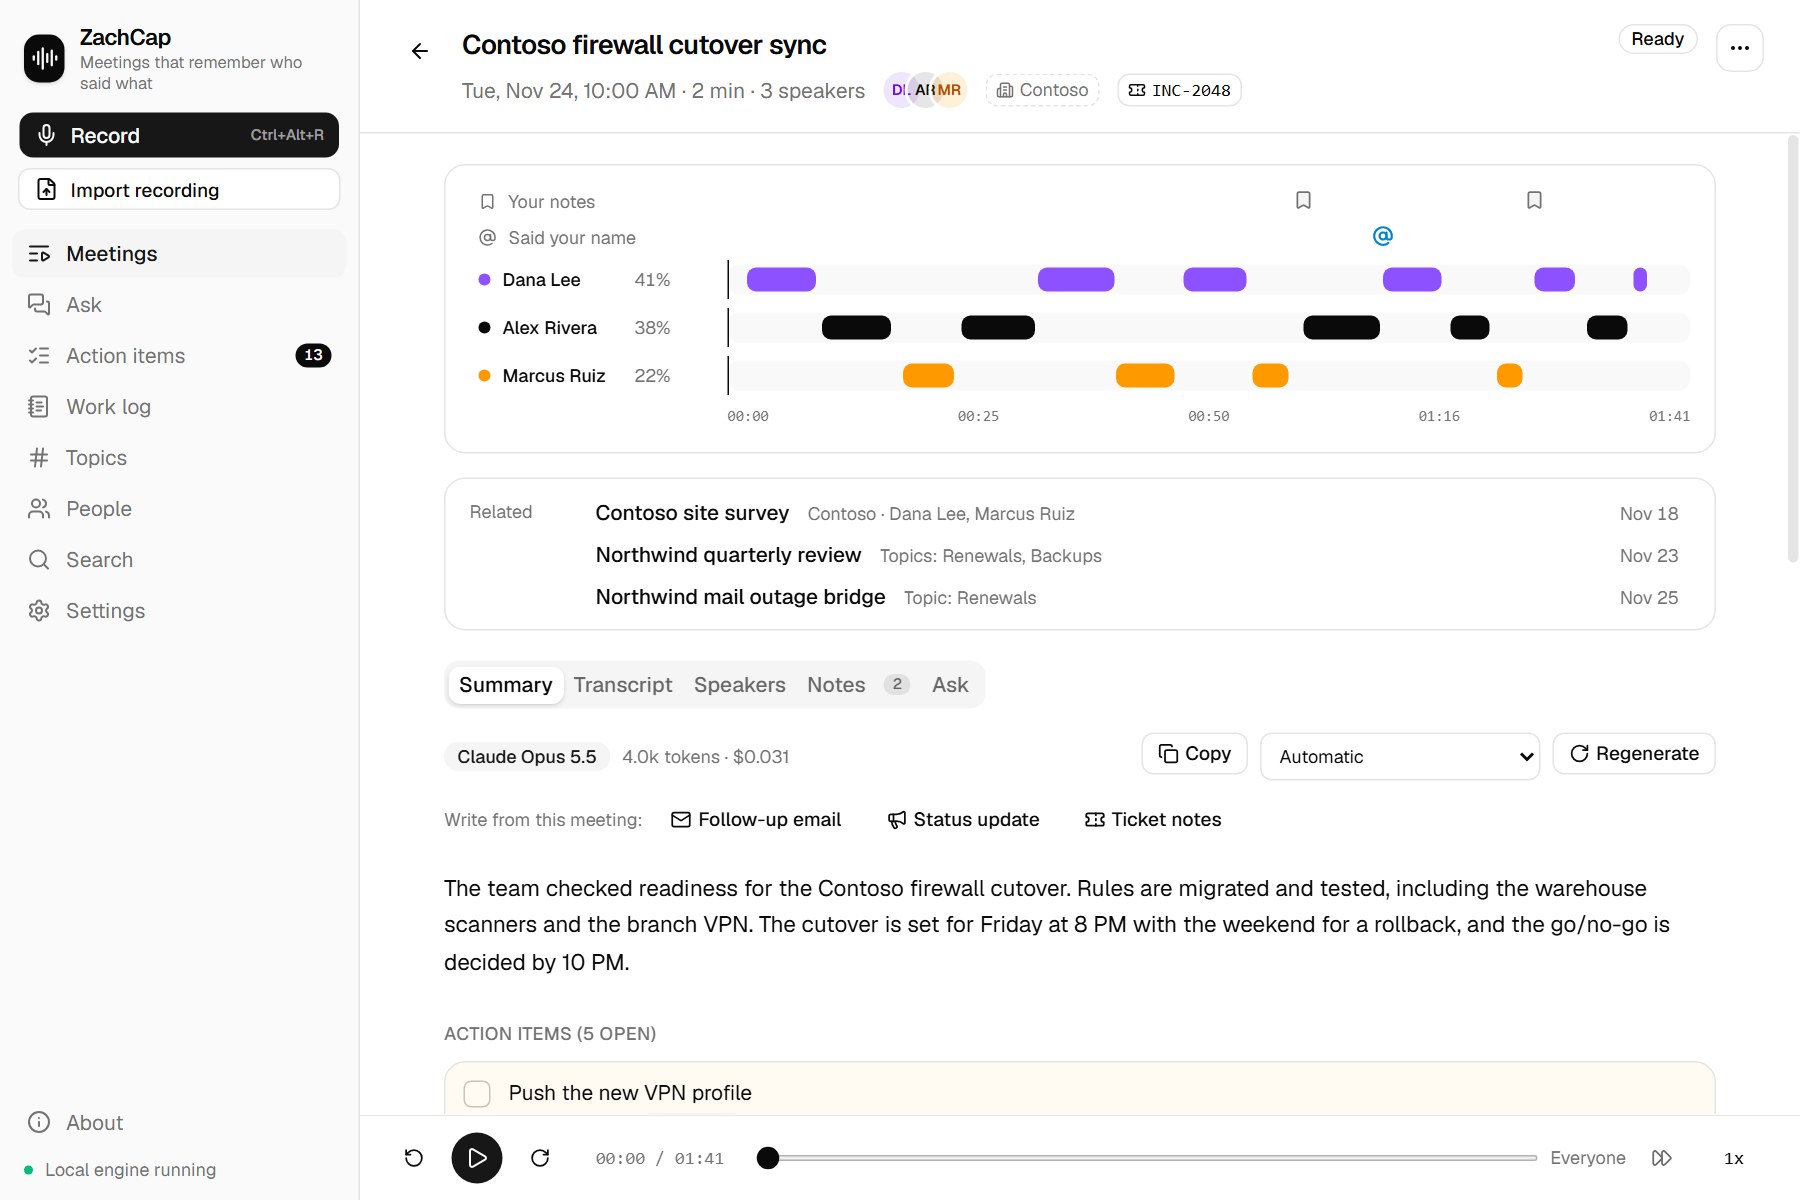 ZachCap
Meetings that remember who
said what
Record Ctrl+Alt+R
Import recording
Meetings
Ask
Action items 13
Work log
Topics
People
Search
Settings
About
Local engine running
Contoso firewall cutover sync
Ready
Tue, Nov 24, 10:00 AM · 2 min · 3 speakers AR MR Contoso INC-2048
Your notes
Said your name
Dana Lee 41%
Alex Rivera 38%
Marcus Ruiz 22%
00:00 00:25 00:50 01:16 01:41
Related
Contoso site survey Contoso · Dana Lee, Marcus Ruiz Nov 18
Northwind quarterly review Topics: Renewals, Backups Nov 23
Northwind mail outage bridge Topic: Renewals Nov 25
Summary Transcript Speakers Notes 2 Ask
Claude Opus 5.5 4.0k tokens · $0.031 Copy Automatic Regenerate
Write from this meeting: Follow-up email Status update Ticket notes
The team checked readiness for the Contoso firewall cutover. Rules are migrated and tested, including the warehouse
scanners and the branch VPN. The cutover is set for Friday at 8 PM with the weekend for a rollback, and the go/no-go is
decided by 10 PM.
ACTION ITEMS (5 OPEN)
Push the new VPN profile
00:00 / 01:41 Everyone 1x